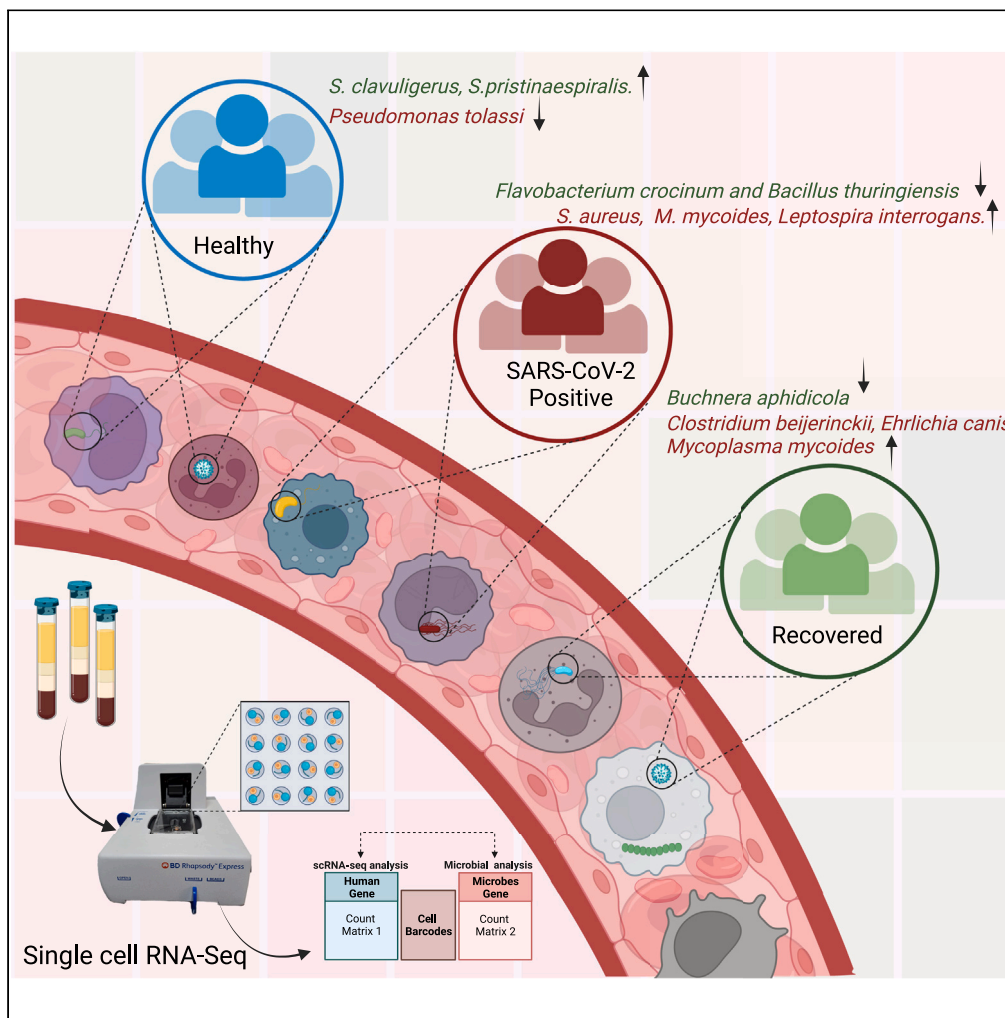 S. clavuligerus, S.pristinaespiralis.
Pseudomonas tolassi
Healthy
Flavobacterium crocinum and Bacillus thuringiensis
S. aureus, M. mycoides, Leptospira interrogans.
SARS-CoV-2
Positive
Buchnera aphidicola
Clostridium beijerinckii, Ehrlichia canis
Mycoplasma mycoides
Recovered
BD Rhapsody™ Express
Single cell RNA-Seq
scRNA-seq analysis
Microbial analysis
Human
Gene
Count
Matrix 1
Cell
Barcodes
Microbes
Gene
Count
Matrix 2